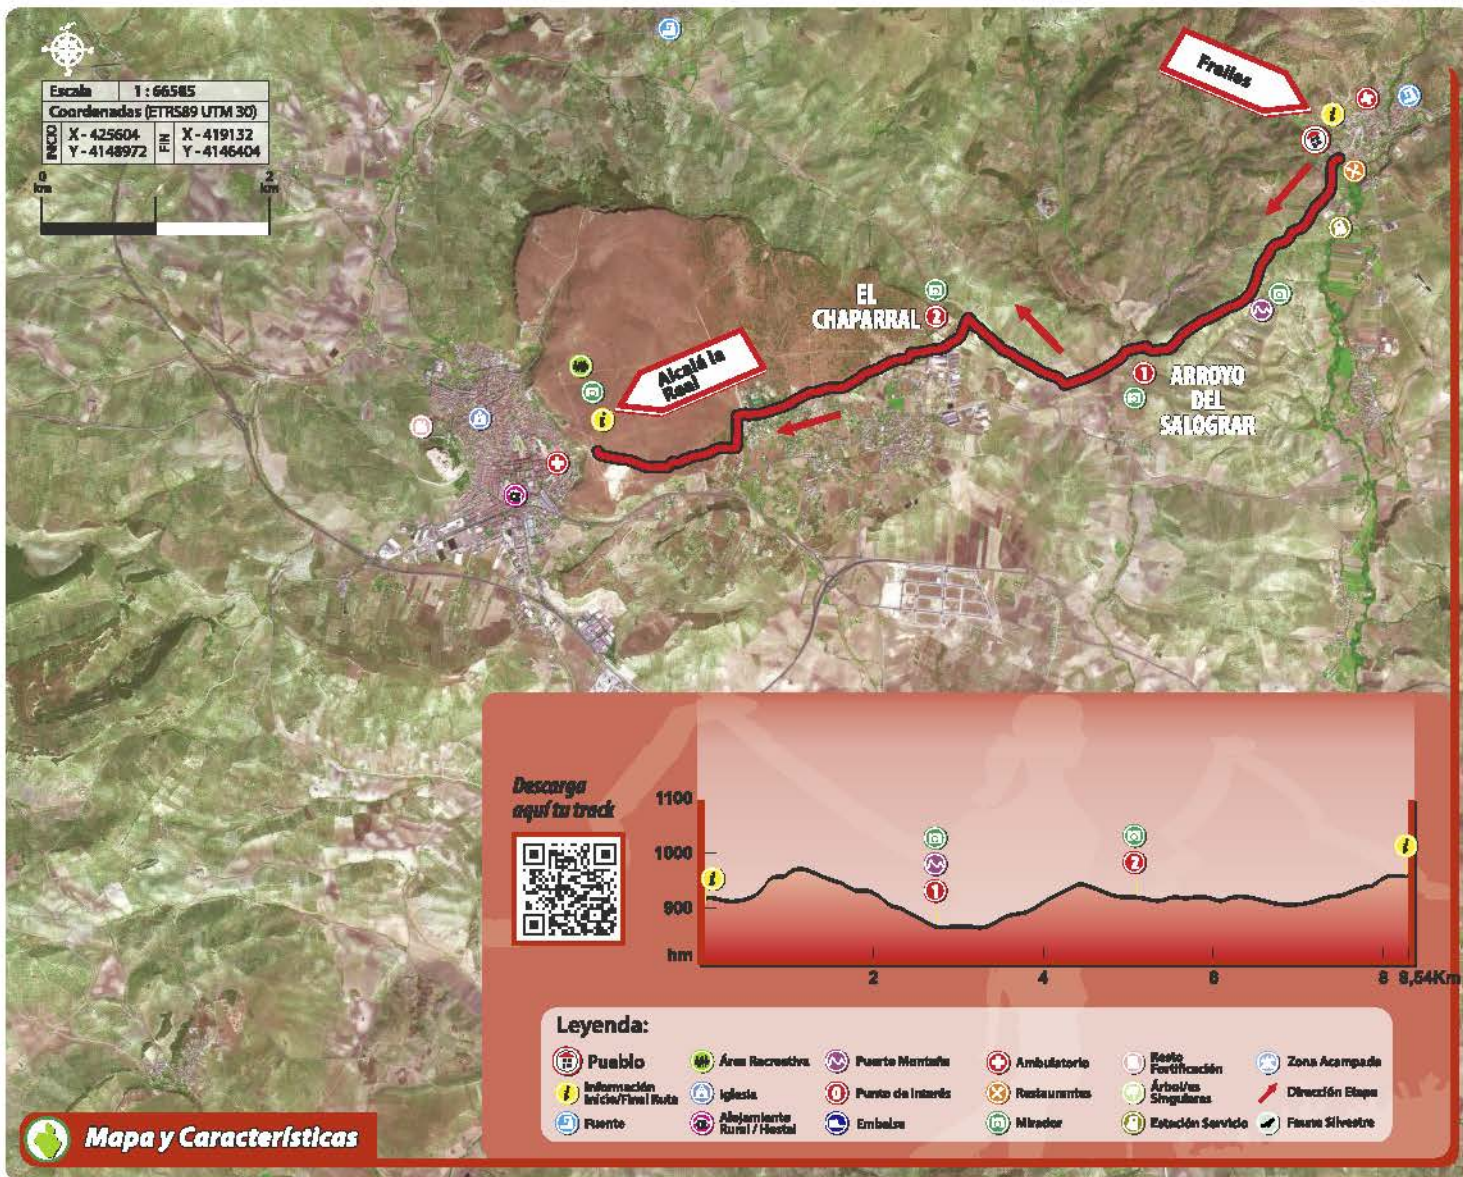 Escala 1 : 66585
Coordenadas (ETRS89 UTM 30)
INICIO X - 425604 FIN X - 419132
Y - 4148972 Y - 4146404
0 km 2 km
Frailes
EL
CHAPARRAL
2
Alcalá la
Real
1
ARROYO
DEL
SALOGRAR
Descarga
aquí tu track
1100
1000
900
hm
1
2
2 4 6 8 8,54Km
Leyenda:
Pueblo
Área Recreativa
Puerto Montaña
Ambulatorio
Resto
Fortificación
Zona Acampada
Información
Inicio/Final Ruta
Iglesia
Punto de Interés
Restaurantes
Árbol/es
Singulares
Dirección Etapa
Fuente
Alojamiento
Rural / Hostal
Embalse
Mirador
Estación Servicio
Fauna Silvestre
Mapa y Características